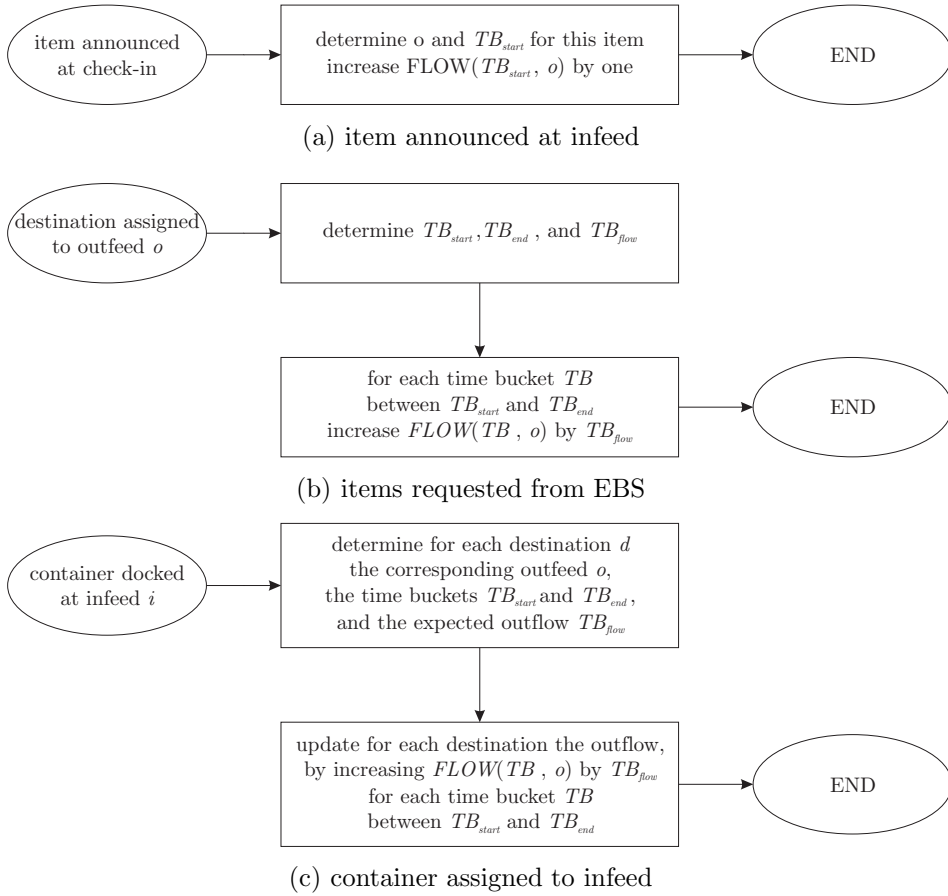 item announced
at check-in
determine o and TB_start for this item
increase FLOW(TB_start, o) by one
END
(a) item announced at infeed
destination assigned
to outfeed o
determine TB_start, TB_end , and TB_flow
for each time bucket TB
between TB_start and TB_end
increase FLOW(TB , o) by TB_flow
END
(b) items requested from EBS
container docked
at infeed i
determine for each destination d
the corresponding outfeed o,
the time buckets TB_start and TB_end ,
and the expected outflow TB_flow
update for each destination the outflow,
by increasing FLOW(TB , o) by TB_flow
for each time bucket TB
between TB_start and TB_end
END
(c) container assigned to infeed